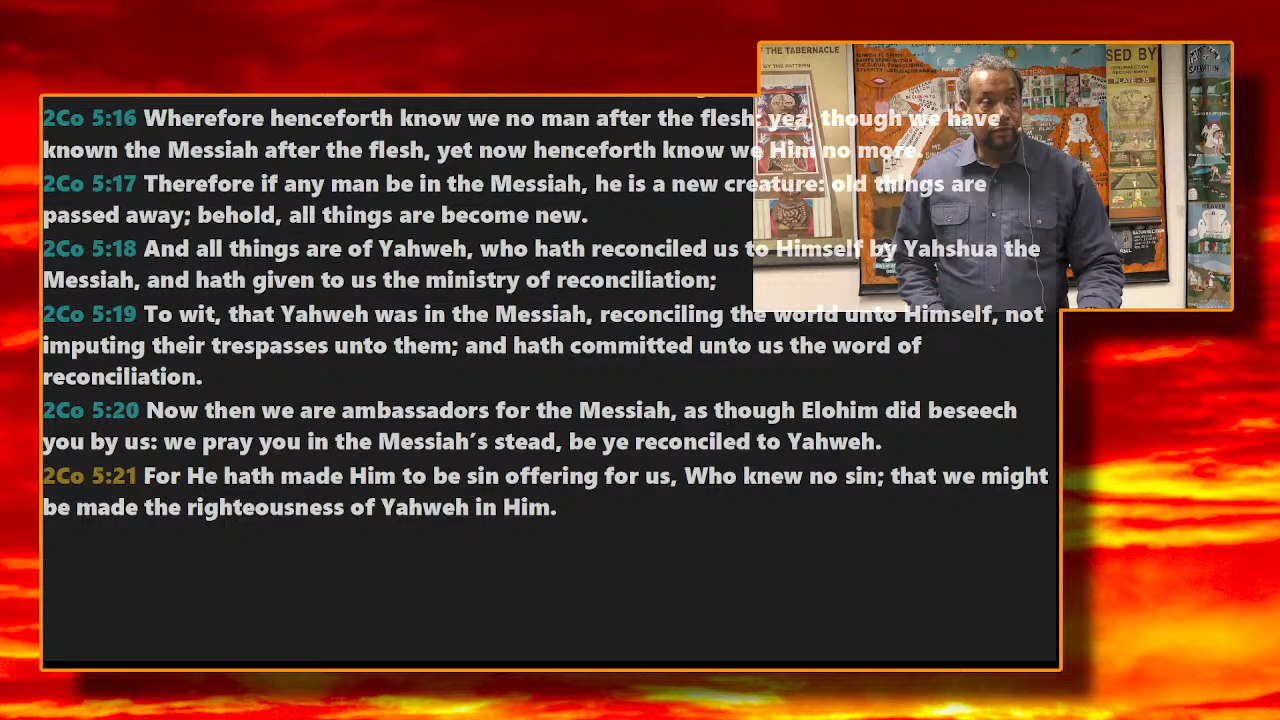 THE TABERNACLE
BY THE PATTERN
SED BY
SALVATION
PATTERN
HOLY
PLACE
HEAVEN
2Co 5:16 Wherefore henceforth know we no man after the flesh: yea, though we have
known the Messiah after the flesh, yet now henceforth know we Him no more.
2Co 5:17 Therefore if any man be in the Messiah, he is a new creature: old things are
passed away; behold, all things are become new.
2Co 5:18 And all things are of Yahweh, who hath reconciled us to Himself by Yahshua the
Messiah, and hath given to us the ministry of reconciliation;
2Co 5:19 To wit, that Yahweh was in the Messiah, reconciling the world unto Himself, not
imputing their trespasses unto them; and hath committed unto us the word of
reconciliation.
2Co 5:20 Now then we are ambassadors for the Messiah, as though Elohim did beseech
you by us: we pray you in the Messiah’s stead, be ye reconciled to Yahweh.
2Co 5:21 For He hath made Him to be sin offering for us, Who knew no sin; that we might
be made the righteousness of Yahweh in Him.